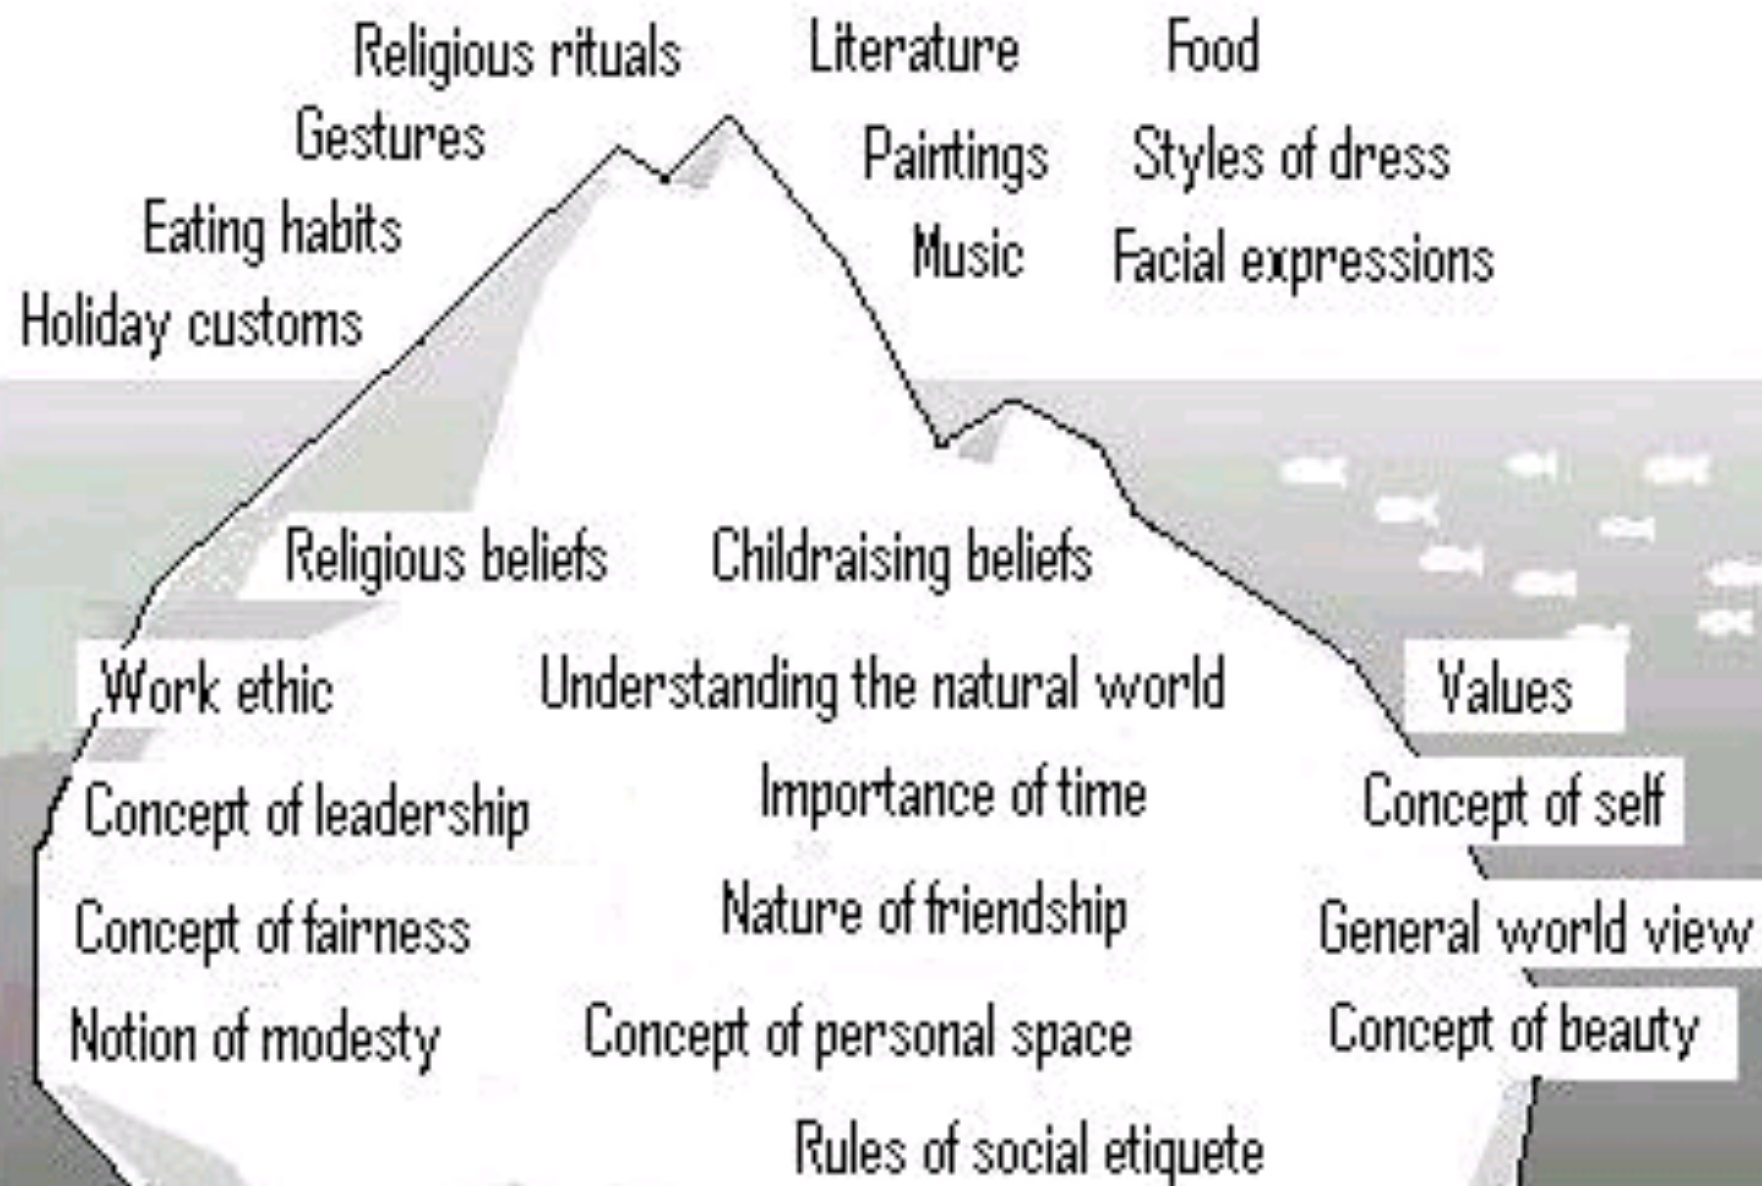 Religious rituals Literature Food
Gestures Paintings Styles of dress
Eating habits Music Facial expressions
Holiday customs
Religious beliefs Childraising beliefs
Work ethic Understanding the natural world Values
Concept of leadership Importance of time Concept of self
Concept of fairness Nature of friendship General world view
Notion of modesty Concept of personal space Concept of beauty
Rules of social etiquete